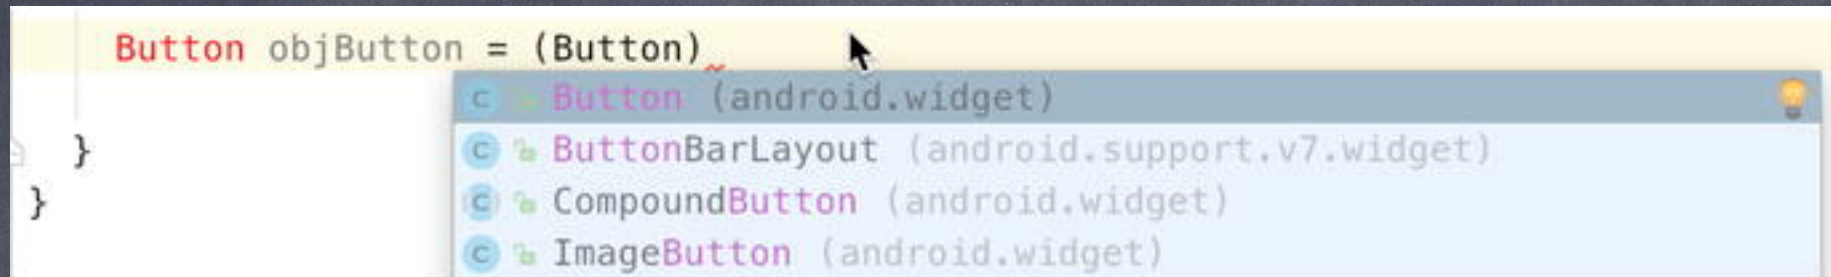 Button objButton = (Button)
C Button (android.widget)
C ButtonBarLayout (android.support.v7.widget)
}
C CompoundButton (android.widget)
}
C ImageButton (android.widget)